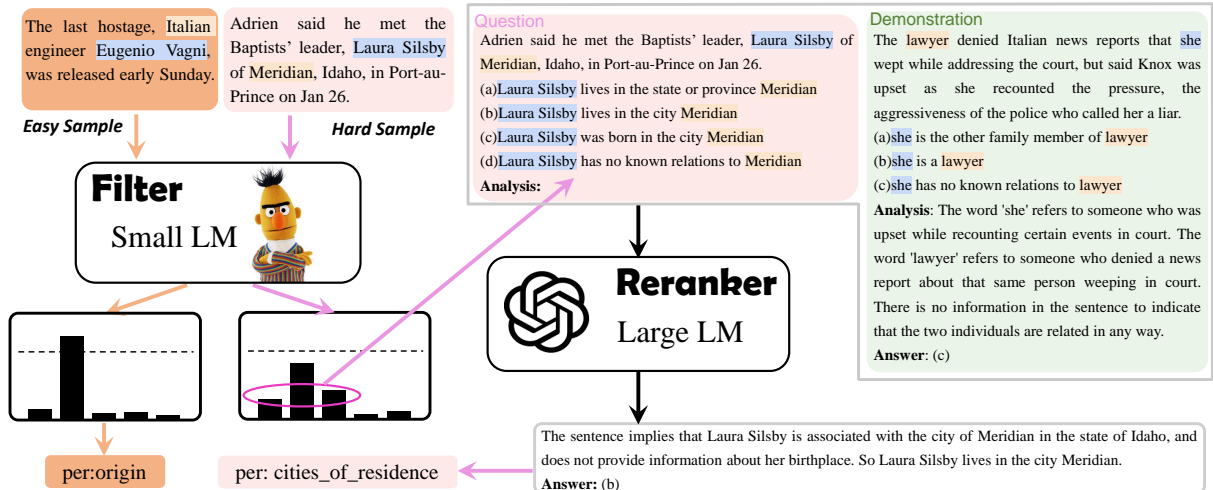 The last hostage, Italian
engineer Eugenio Vagni,
was released early Sunday.
Adrien said he met the
Baptists' leader, Laura Silsby
of Meridian, Idaho, in Port-au-
Prince on Jan 26.
Easy Sample
Hard Sample
Filter
Small LM
per:origin
per: cities_of_residence
Question
Adrien said he met the Baptists' leader, Laura Silsby of
Meridian, Idaho, in Port-au-Prince on Jan 26.
(a)Laura Silsby lives in the state or province Meridian
(b)Laura Silsby lives in the city Meridian
(c)Laura Silsby was born in the city Meridian
(d)Laura Silsby has no known relations to Meridian
Analysis:
Reranker
Large LM
Demonstration
The lawyer denied Italian news reports that she
wept while addressing the court, but said Knox was
upset as she recounted the pressure, the
aggressiveness of the police who called her a liar.
(a)she is the other family member of lawyer
(b)she is a lawyer
(c)she has no known relations to lawyer
Analysis: The word 'she' refers to someone who was
upset while recounting certain events in court. The
word 'lawyer' refers to someone who denied a news
report about that same person weeping in court.
There is no information in the sentence to indicate
that the two individuals are related in any way.
Answer: (c)
The sentence implies that Laura Silsby is associated with the city of Meridian in the state of Idaho, and
does not provide information about her birthplace. So Laura Silsby lives in the city Meridian.
Answer: (b)